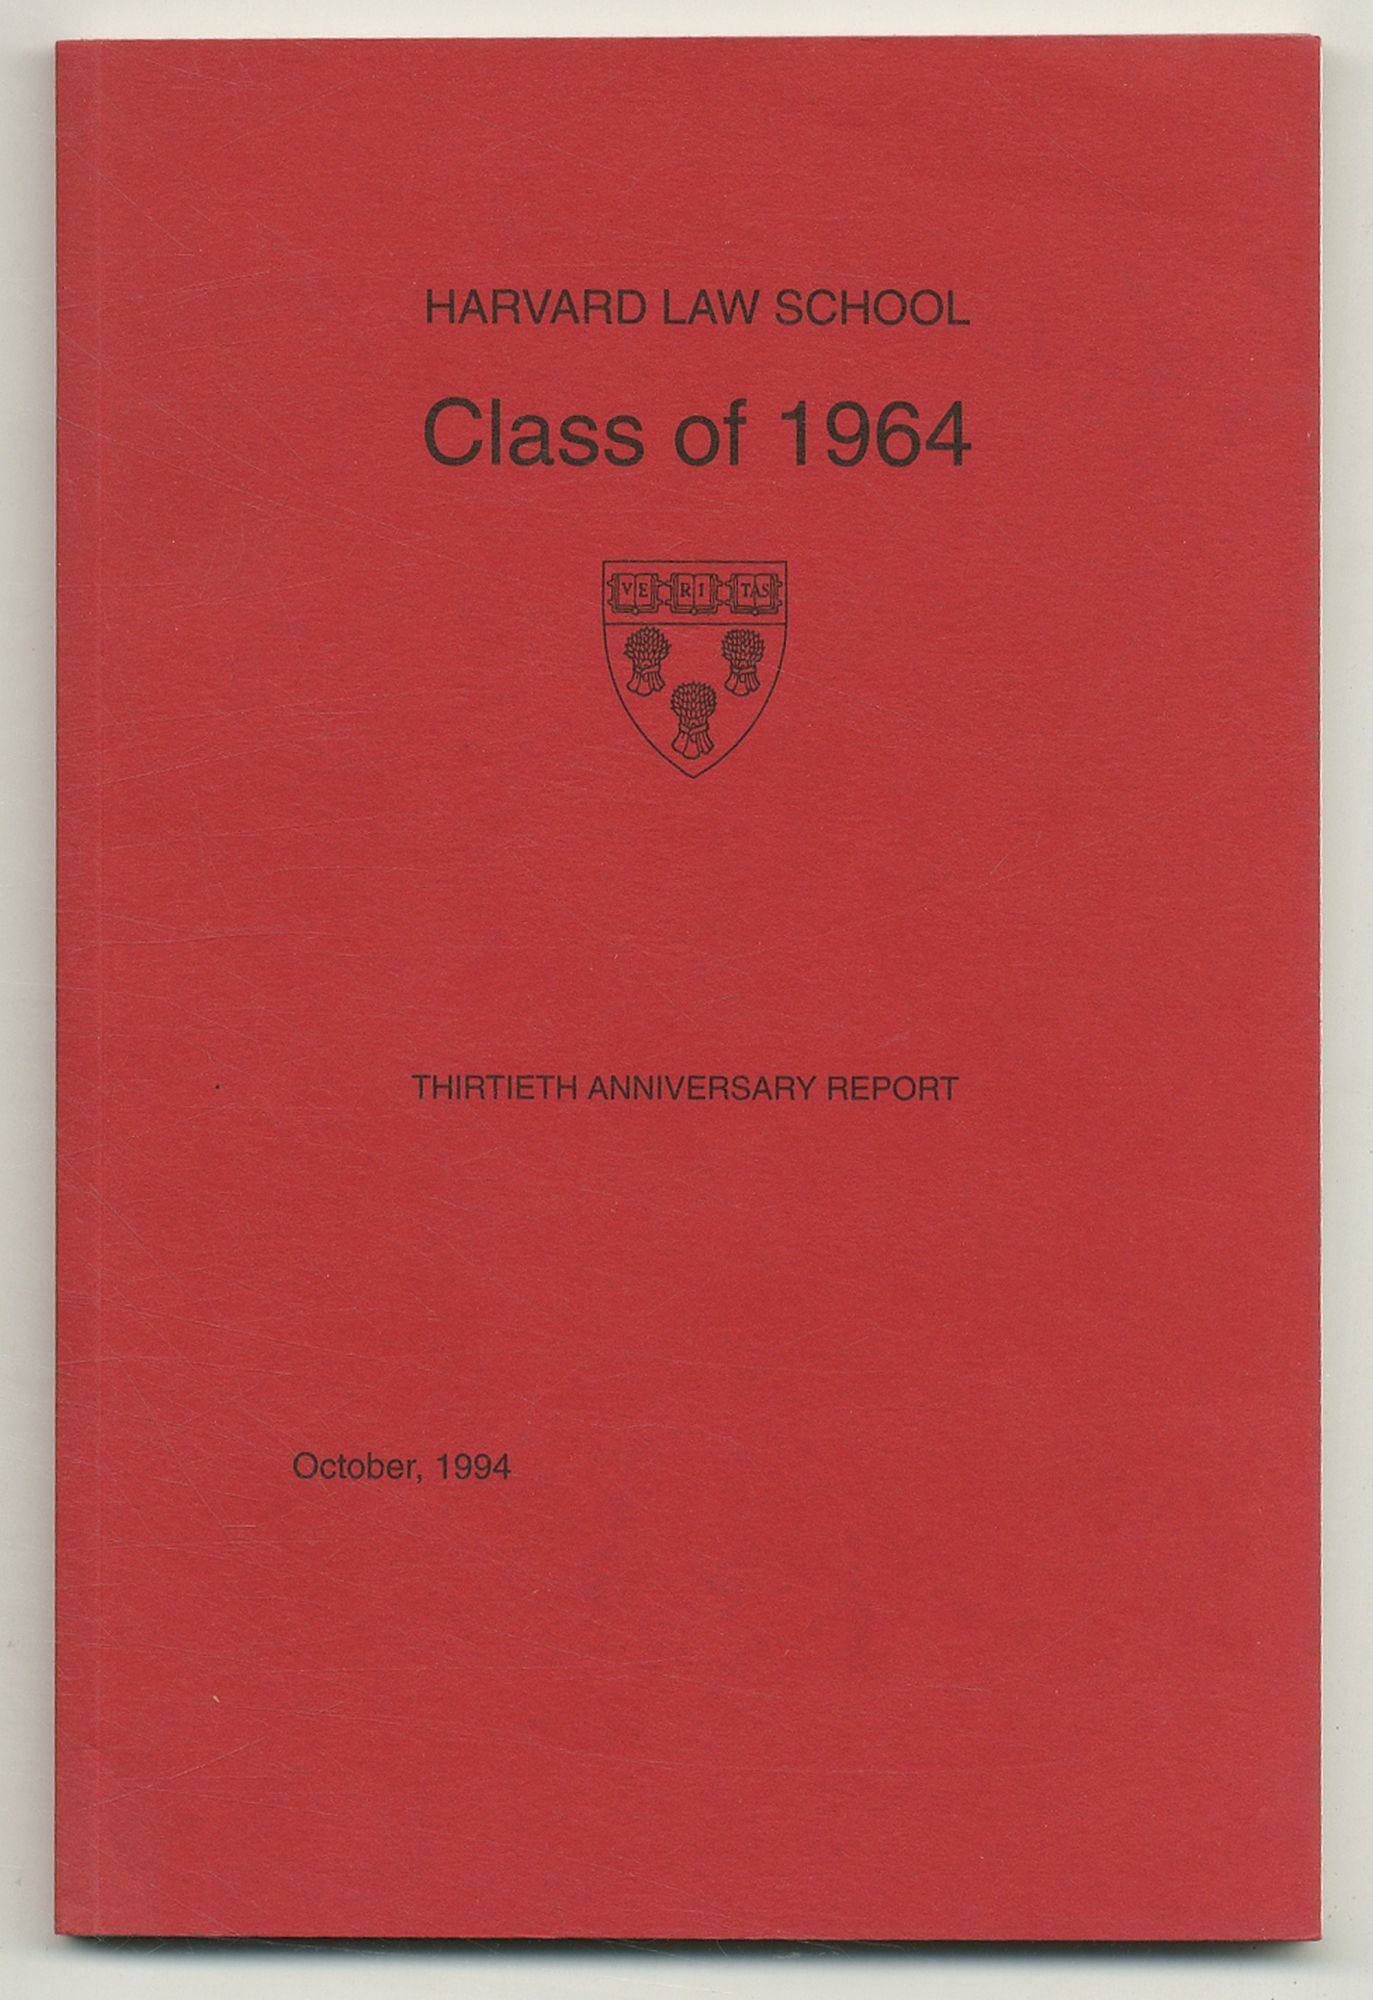 HARVARD LAW SCHOOL
Class of 1964
VE RI TAS
THIRTIETH ANNIVERSARY REPORT
October, 1994